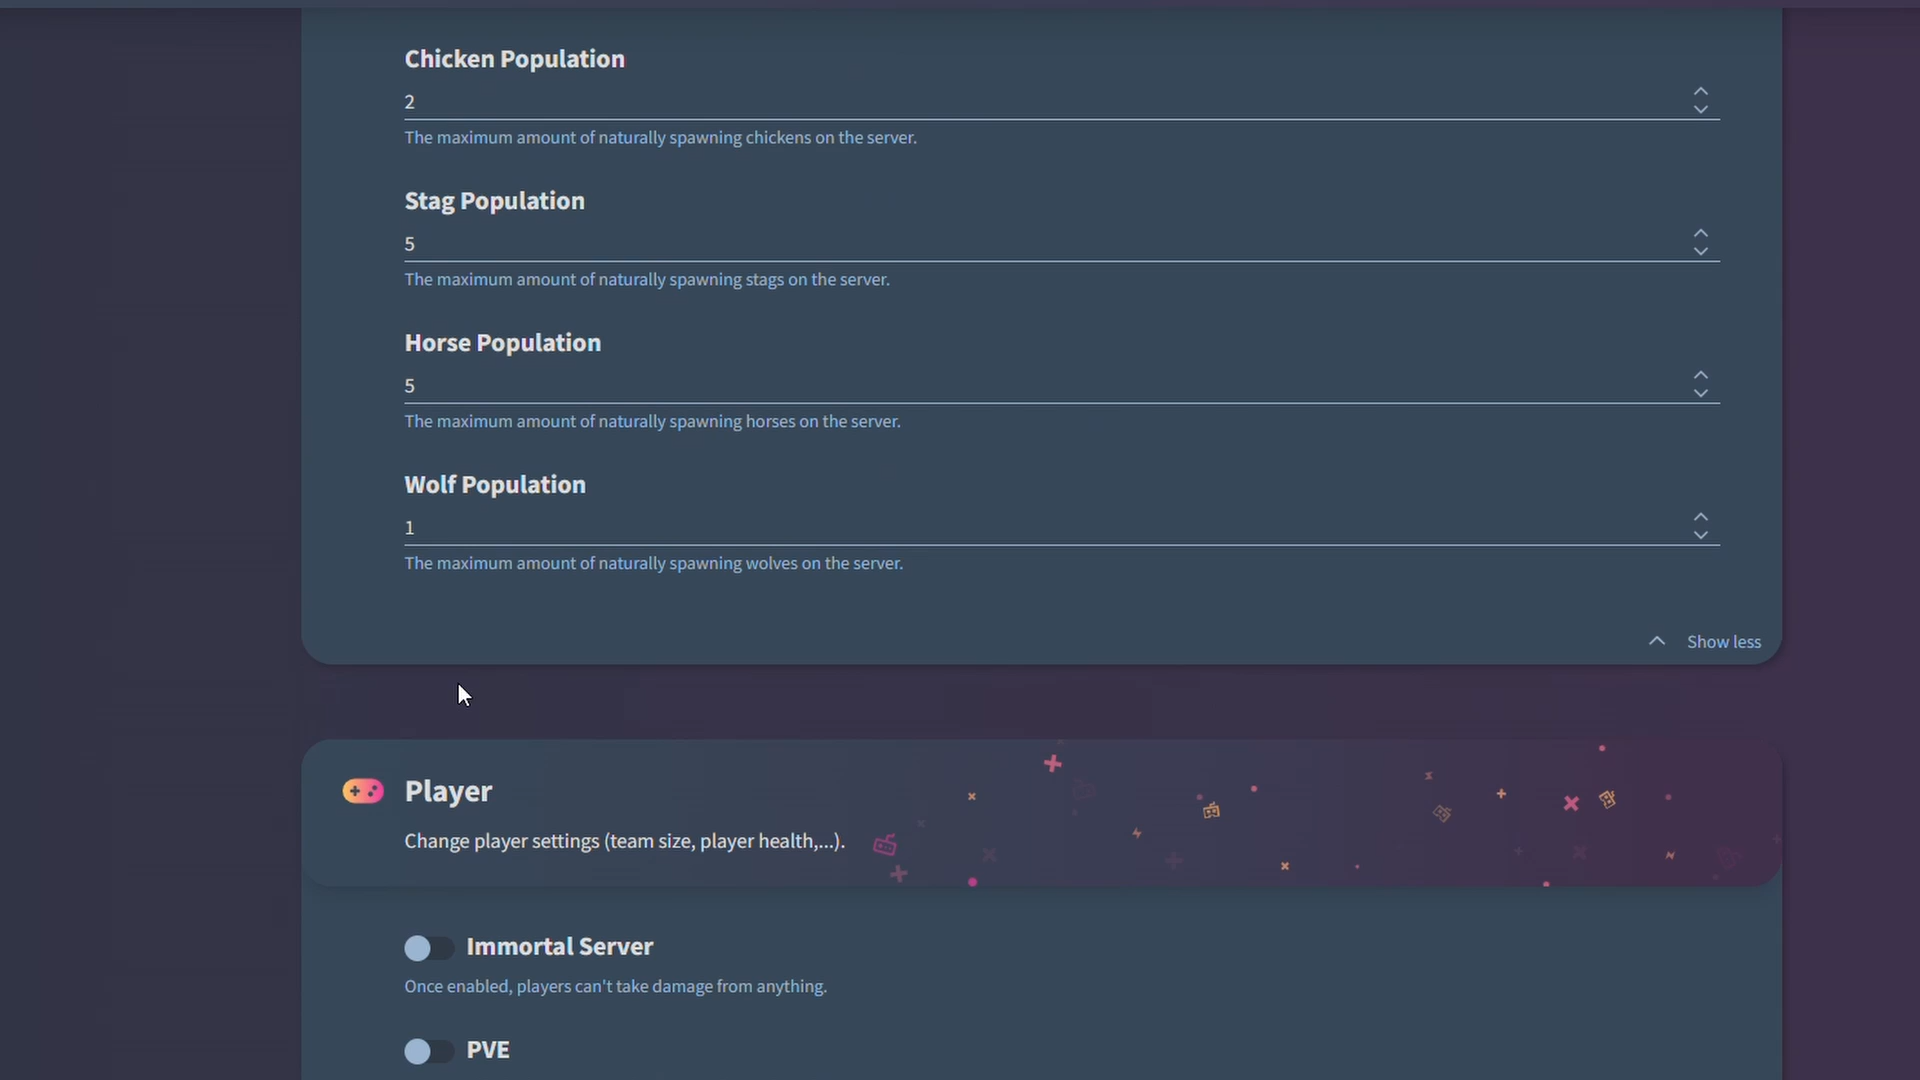 Chicken Population
2
The maximum amount of naturally spawning chickens on the server.
Stag Population
5
The maximum amount of naturally spawning stags on the server.
Horse Population
5
The maximum amount of naturally spawning horses on the server.
Wolf Population
1
The maximum amount of naturally spawning wolves on the server.
Show less
Player
Change player settings (team size, player health,...).
Immortal Server
Once enabled, players can't take damage from anything.
PVE